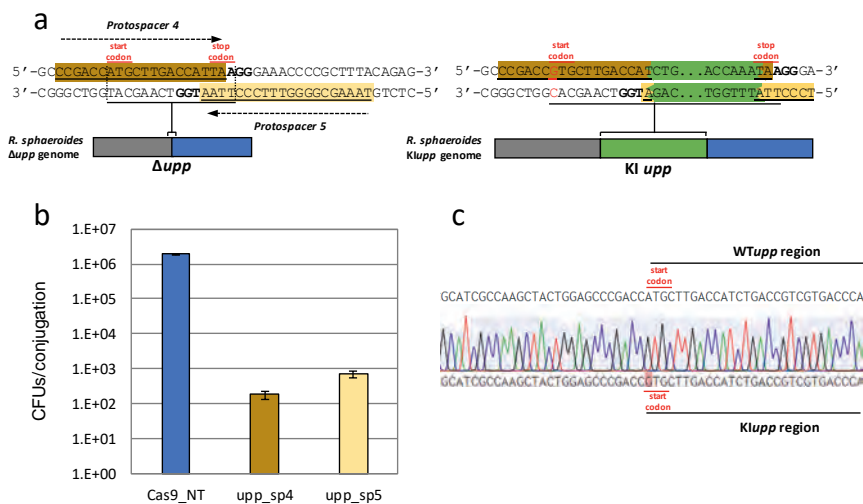 a
Protospacer 4
start codon
stop codon
5'-GCCCGACCATGCTTGACCATTAAGGGAAACCCCGCTTTACAGAG-3'
3'-CGGGCTGGTACGAACTGGTAATTCCCTTTGGGGCGAAATGTCTC-5'
Protospacer 5
R. sphaeroides Δupp genome
Δupp
start codon
stop codon
5'-GCCCGACCGTGCTTGACCATCTG...ACCAAATAAGGGA-3'
3'-CGGGCTGGCACGAACTGGTAGAC...TGGTTTATTCCCT-5'
R. sphaeroides KIupp genome
KI upp
b
CFUs/conjugation
1.E+07
1.E+06
1.E+05
1.E+04
1.E+03
1.E+02
1.E+01
1.E+00
Cas9_NT
upp_sp4
upp_sp5
c
WTupp region
start codon
GCATCGCCAAGCTACTGGAGCCCGACCATGCTTGACCATCTGACCGTCGTGACCCA
GCATCGCCAAGCTACTGGAGCCCGACCGTGCTTGACCATCTGACCGTCGTGACCCA
start codon
KIupp region